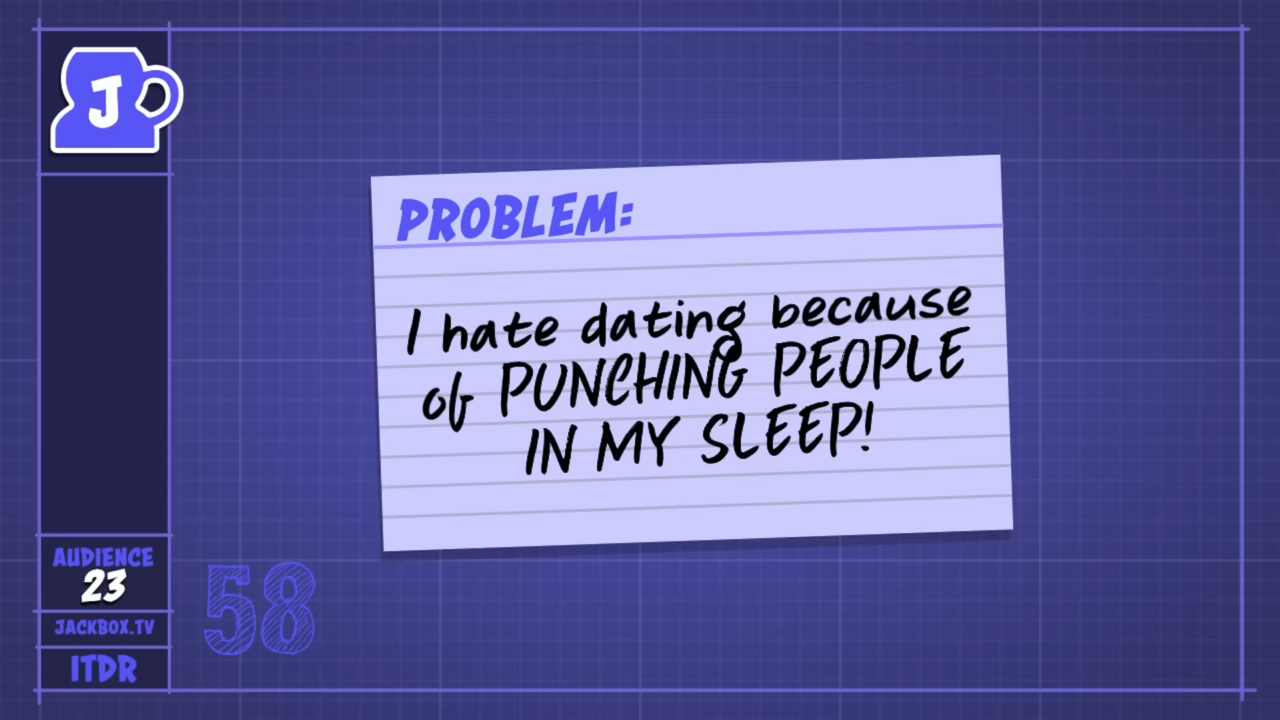 J
PROBLEM:
I hate dating because
of PUNCHING PEOPLE
IN MY SLEEP!
AUDIENCE
23
JACKBOX.TV
ITDR
58